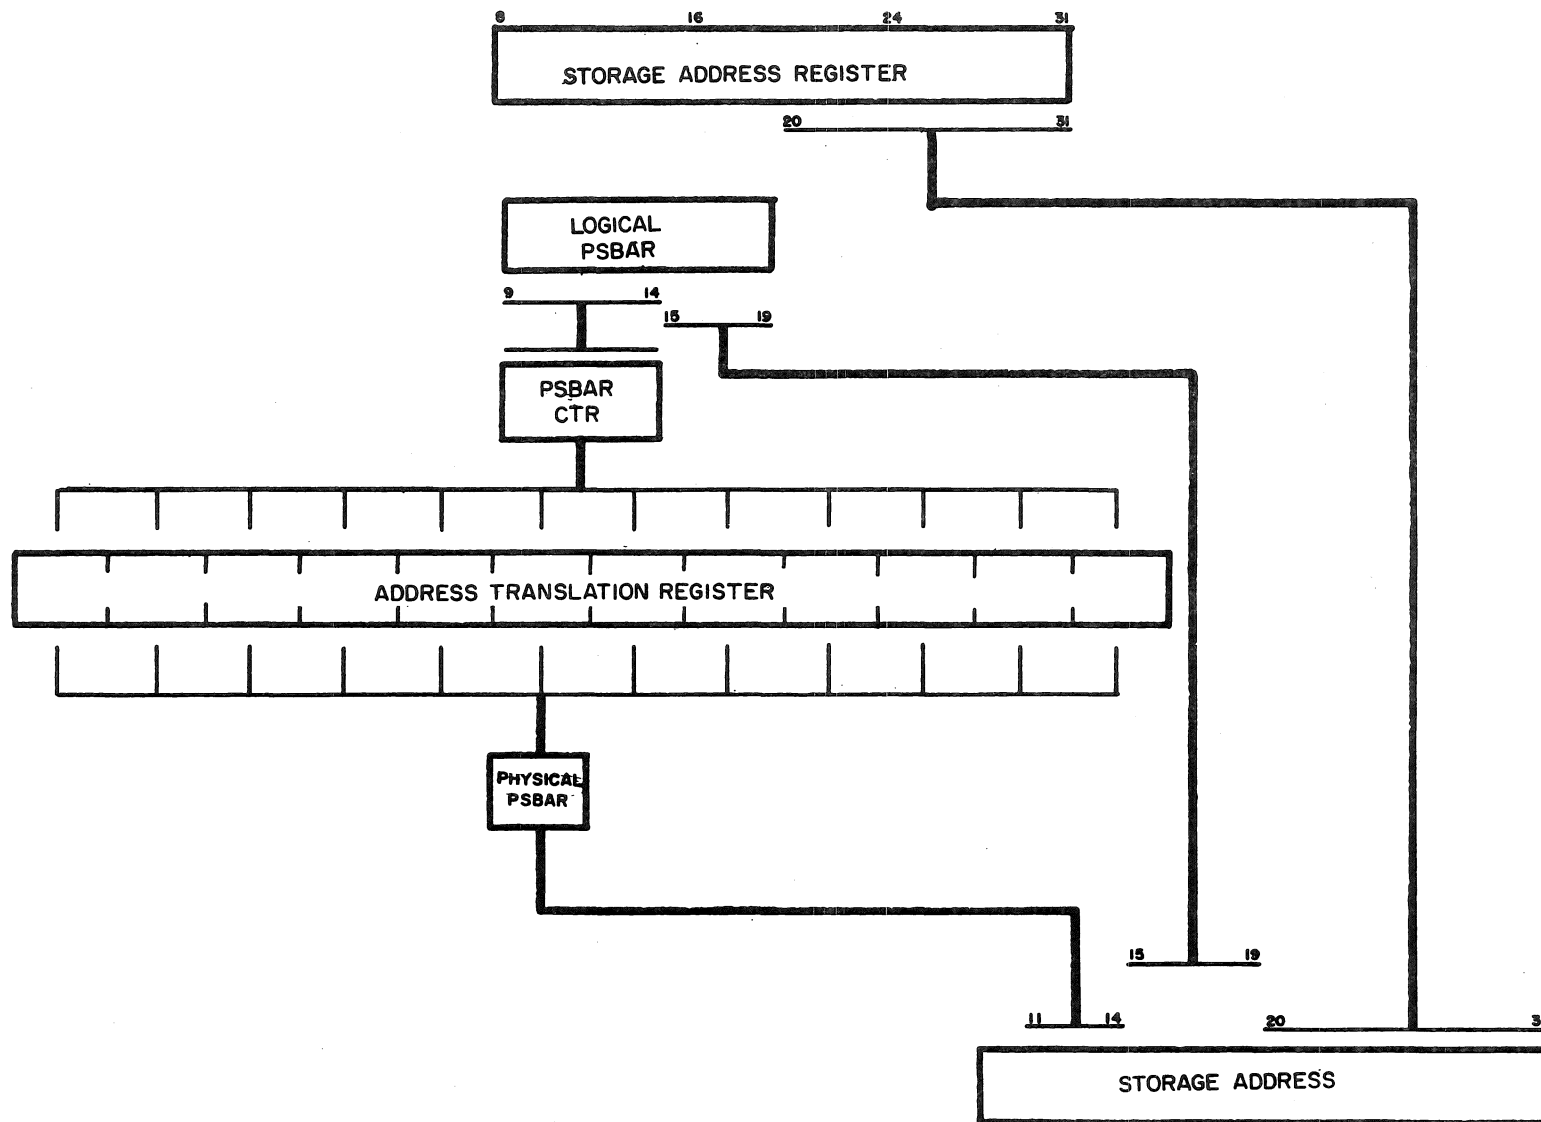 8 16 24 31
STORAGE ADDRESS REGISTER
20 31
LOGICAL
PSBAR
9 14
15 19
PSBAR
CTR
ADDRESS TRANSLATION REGISTER
PHYSICAL
PSBAR
15 19
11 14
20
STORAGE ADDRESS